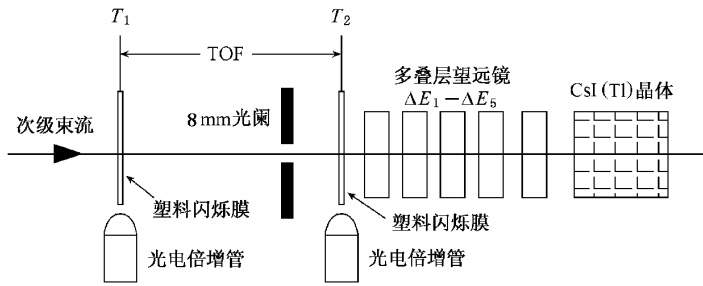 T₁
T₂
TOF
多叠层望远镜
ΔE₁－ΔE₅
CsI(Tl)晶体
8mm光阑
次级束流
塑料闪烁膜
塑料闪烁膜
光电倍增管
光电倍增管